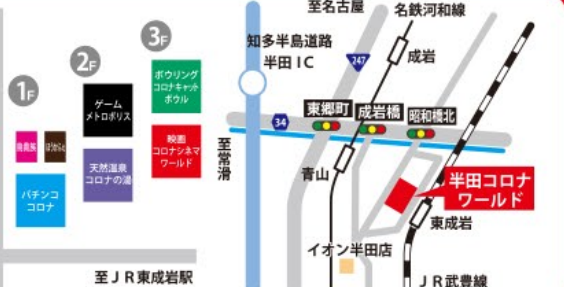 1F
2F
3F
ボウリング
コロナキャット
ボウル
ゲーム
メトロポリス
映画
コロナシネマ
ワールド
天然温泉
コロナの湯
パチンコ
コロナ
至JR東成岩駅
至名古屋
名鉄河和線
知多半島道路
半田IC
247
成岩
34
東郷町
成岩橋
昭和橋北
至常滑
青山
半田コロナ
ワールド
東成岩
イオン半田店
JR武豊線